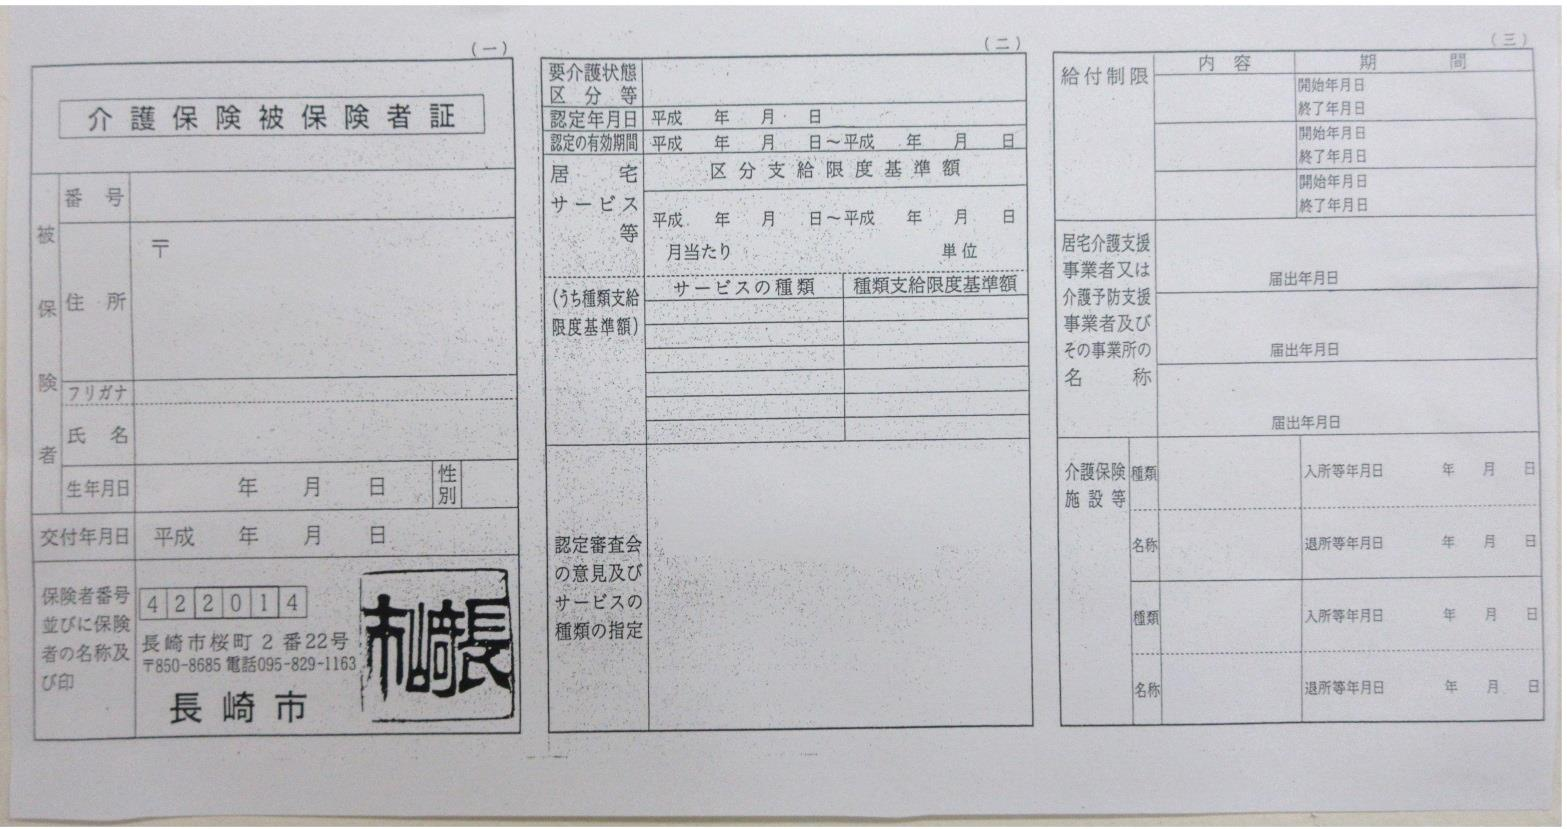 (一)
介護保険被保険者証
被保険者
番号
住所
〒
フリガナ
氏名
生年月日 年 月 日 性別
交付年月日 平成 年 月 日
保険者番号
並びに保険
者の名称及
び印
422014
長崎市桜町2番22号
〒850-8685 電話095-829-1163
長崎市
長崎市
(二)
要介護状態
区分等
認定年月日 平成 年 月 日
認定の有効期間 平成 年 月 日~平成 年 月 日
居宅
サービス
等
区分支給限度基準額
平成 年 月 日~平成 年 月 日
月当たり 単位
(うち種類支給
限度基準額)
サービスの種類 種類支給限度基準額
認定審査会
の意見及び
サービスの
種類の指定
(三)
給付制限
内容 期間
開始年月日
終了年月日
開始年月日
終了年月日
開始年月日
終了年月日
居宅介護支援
事業者又は
介護予防支援
事業者及び
その事業所の
名称
届出年月日
届出年月日
届出年月日
介護保険
施設等
種類 入所等年月日 年 月 日
名称 退所等年月日 年 月 日
種類 入所等年月日 年 月 日
名称 退所等年月日 年 月 日